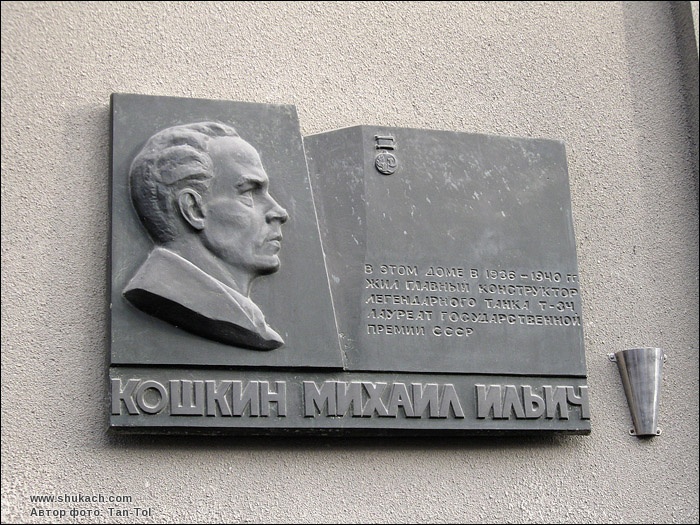 В ЭТОМ ДОМЕ В 1936 – 1940 ГГ
ЖИЛ ГЛАВНЫЙ КОНСТРУКТОР
ЛЕГЕНДАРНОГО ТАНКА Т-34
ЛАУРЕАТ ГОСУДАРСТВЕННОЙ
ПРЕМИИ СССР
КОШКИН МИХАИЛ ИЛЬИЧ
www.shukach.com
Автор фото: Tan-Tol